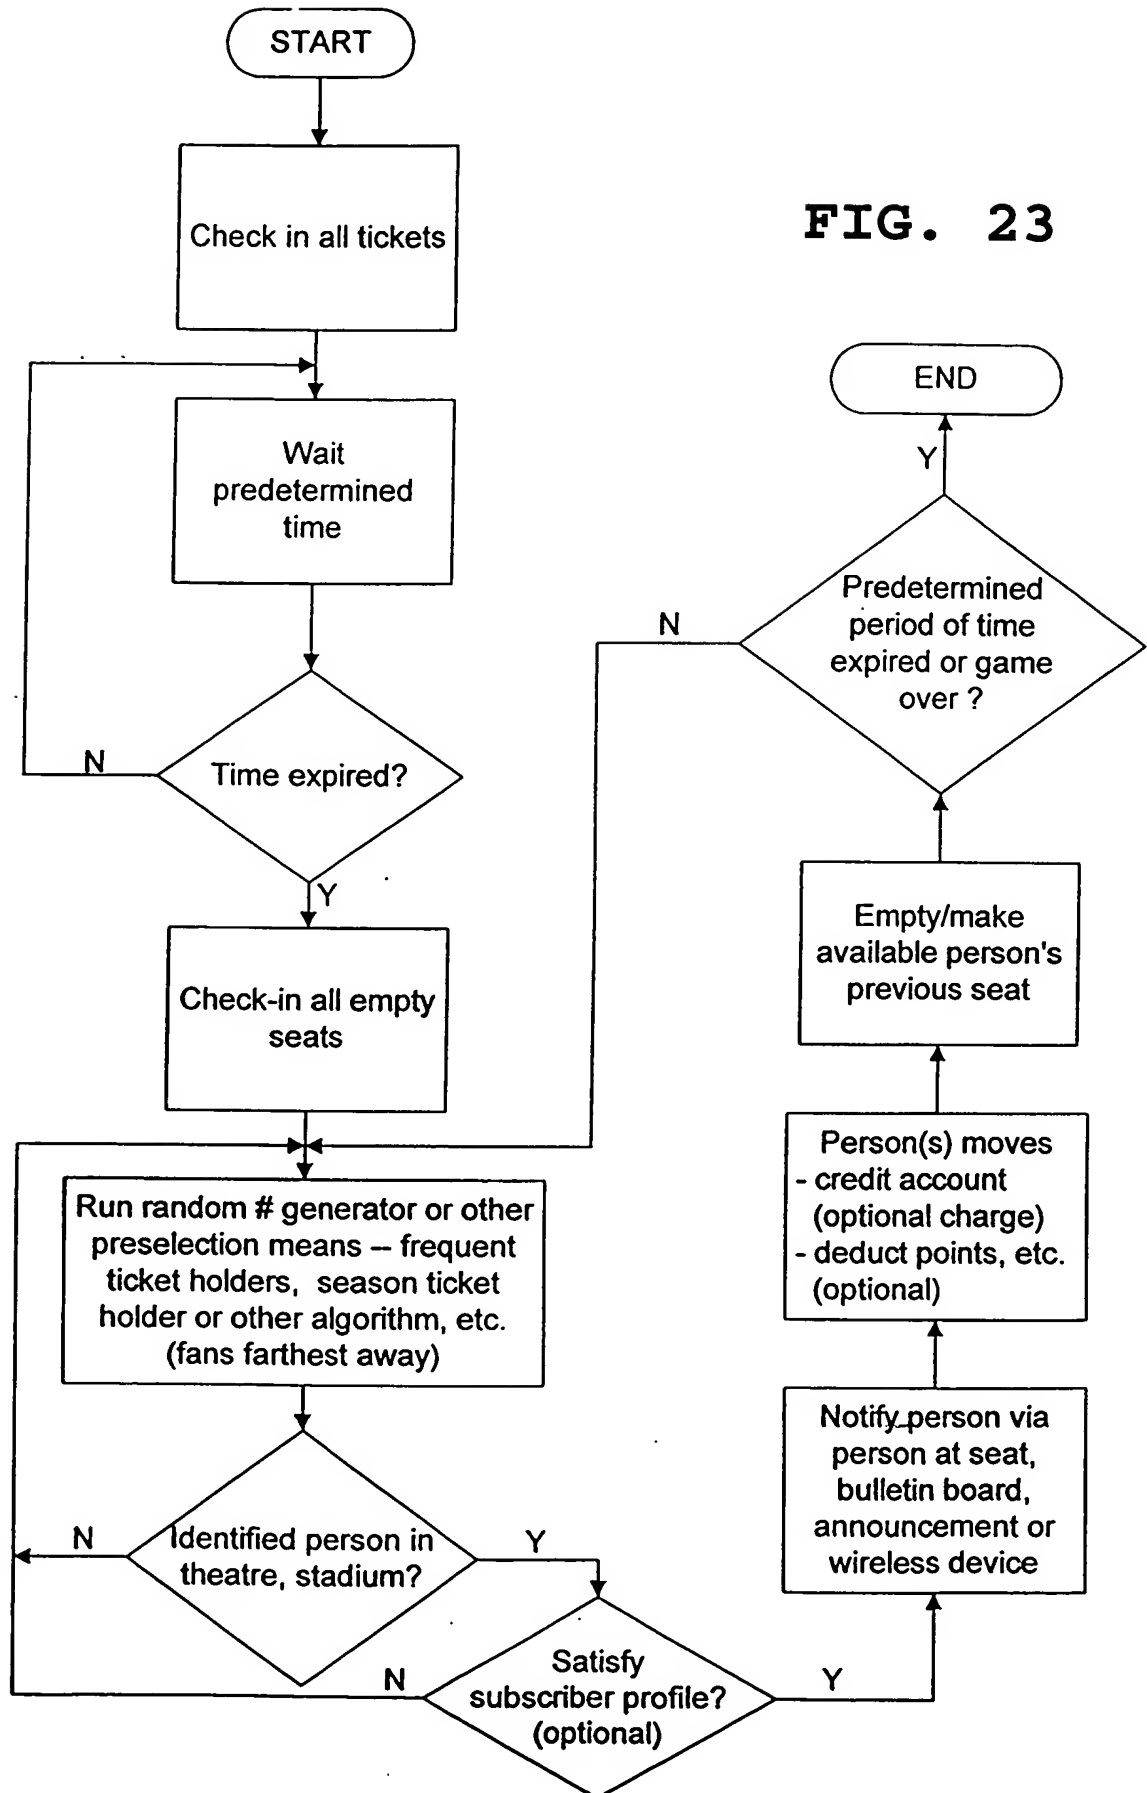 START
Check in all tickets
FIG. 23
Wait
predetermined
time
N
Time expired?
Y
Check-in all empty
seats
Run random # generator or other
preselection means – frequent
ticket holders, season ticket
holder or other algorithm, etc.
(fans farthest away)
N
Identified person in
theatre, stadium?
Y
N
Satisfy
subscriber profile?
(optional)
Y
Notify person via
person at seat,
bulletin board,
announcement or
wireless device
Person(s) moves
- credit account
(optional charge)
- deduct points, etc.
(optional)
Empty/make
available person's
previous seat
N
Predetermined
period of time
expired or game
over ?
Y
END